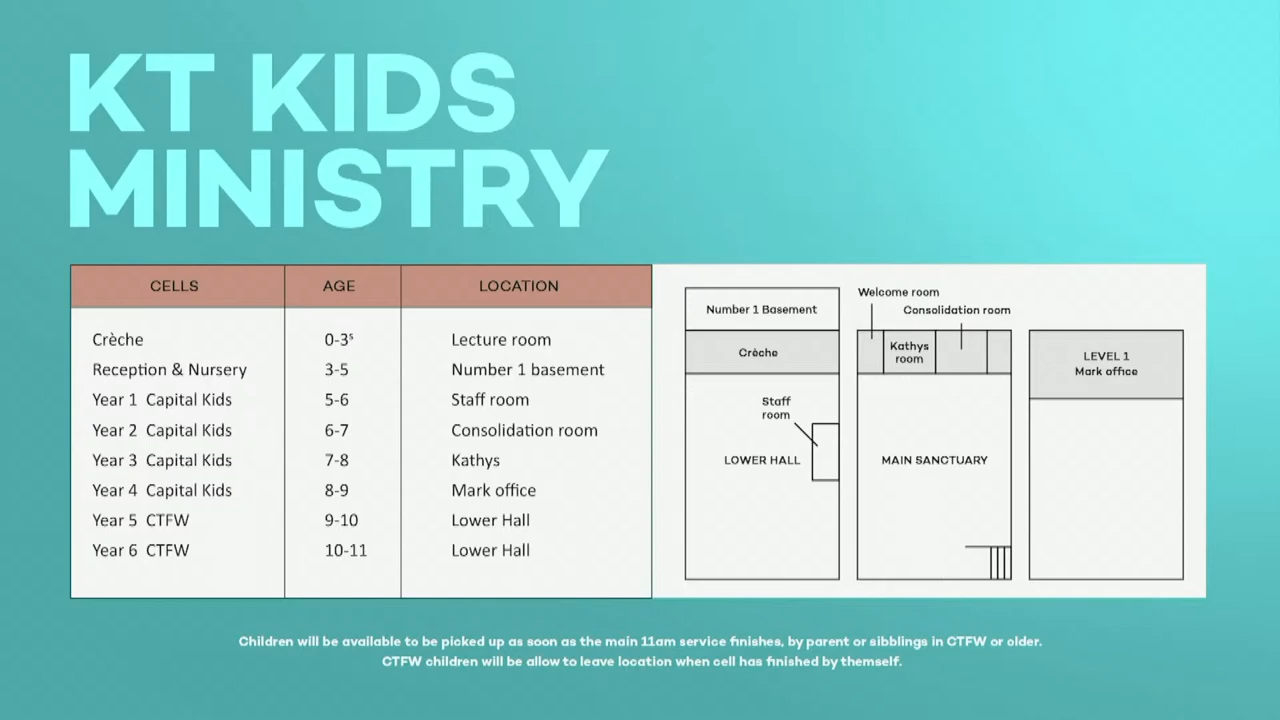 KT KIDS
MINISTRY
CELLS AGE LOCATION
Crèche 0-3ˢ Lecture room
Reception & Nursery 3-5 Number 1 basement
Year 1 Capital Kids 5-6 Staff room
Year 2 Capital Kids 6-7 Consolidation room
Year 3 Capital Kids 7-8 Kathys
Year 4 Capital Kids 8-9 Mark office
Year 5 CTFW 9-10 Lower Hall
Year 6 CTFW 10-11 Lower Hall
Number 1 Basement
Crèche
Staff
room
LOWER HALL
Welcome room
Consolidation room
Kathys
room
MAIN SANCTUARY
LEVEL 1
Mark office
Children will be available to be picked up as soon as the main 11am service finishes, by parent or sibblings in CTFW or older.
CTFW children will be allow to leave location when cell has finished by themself.